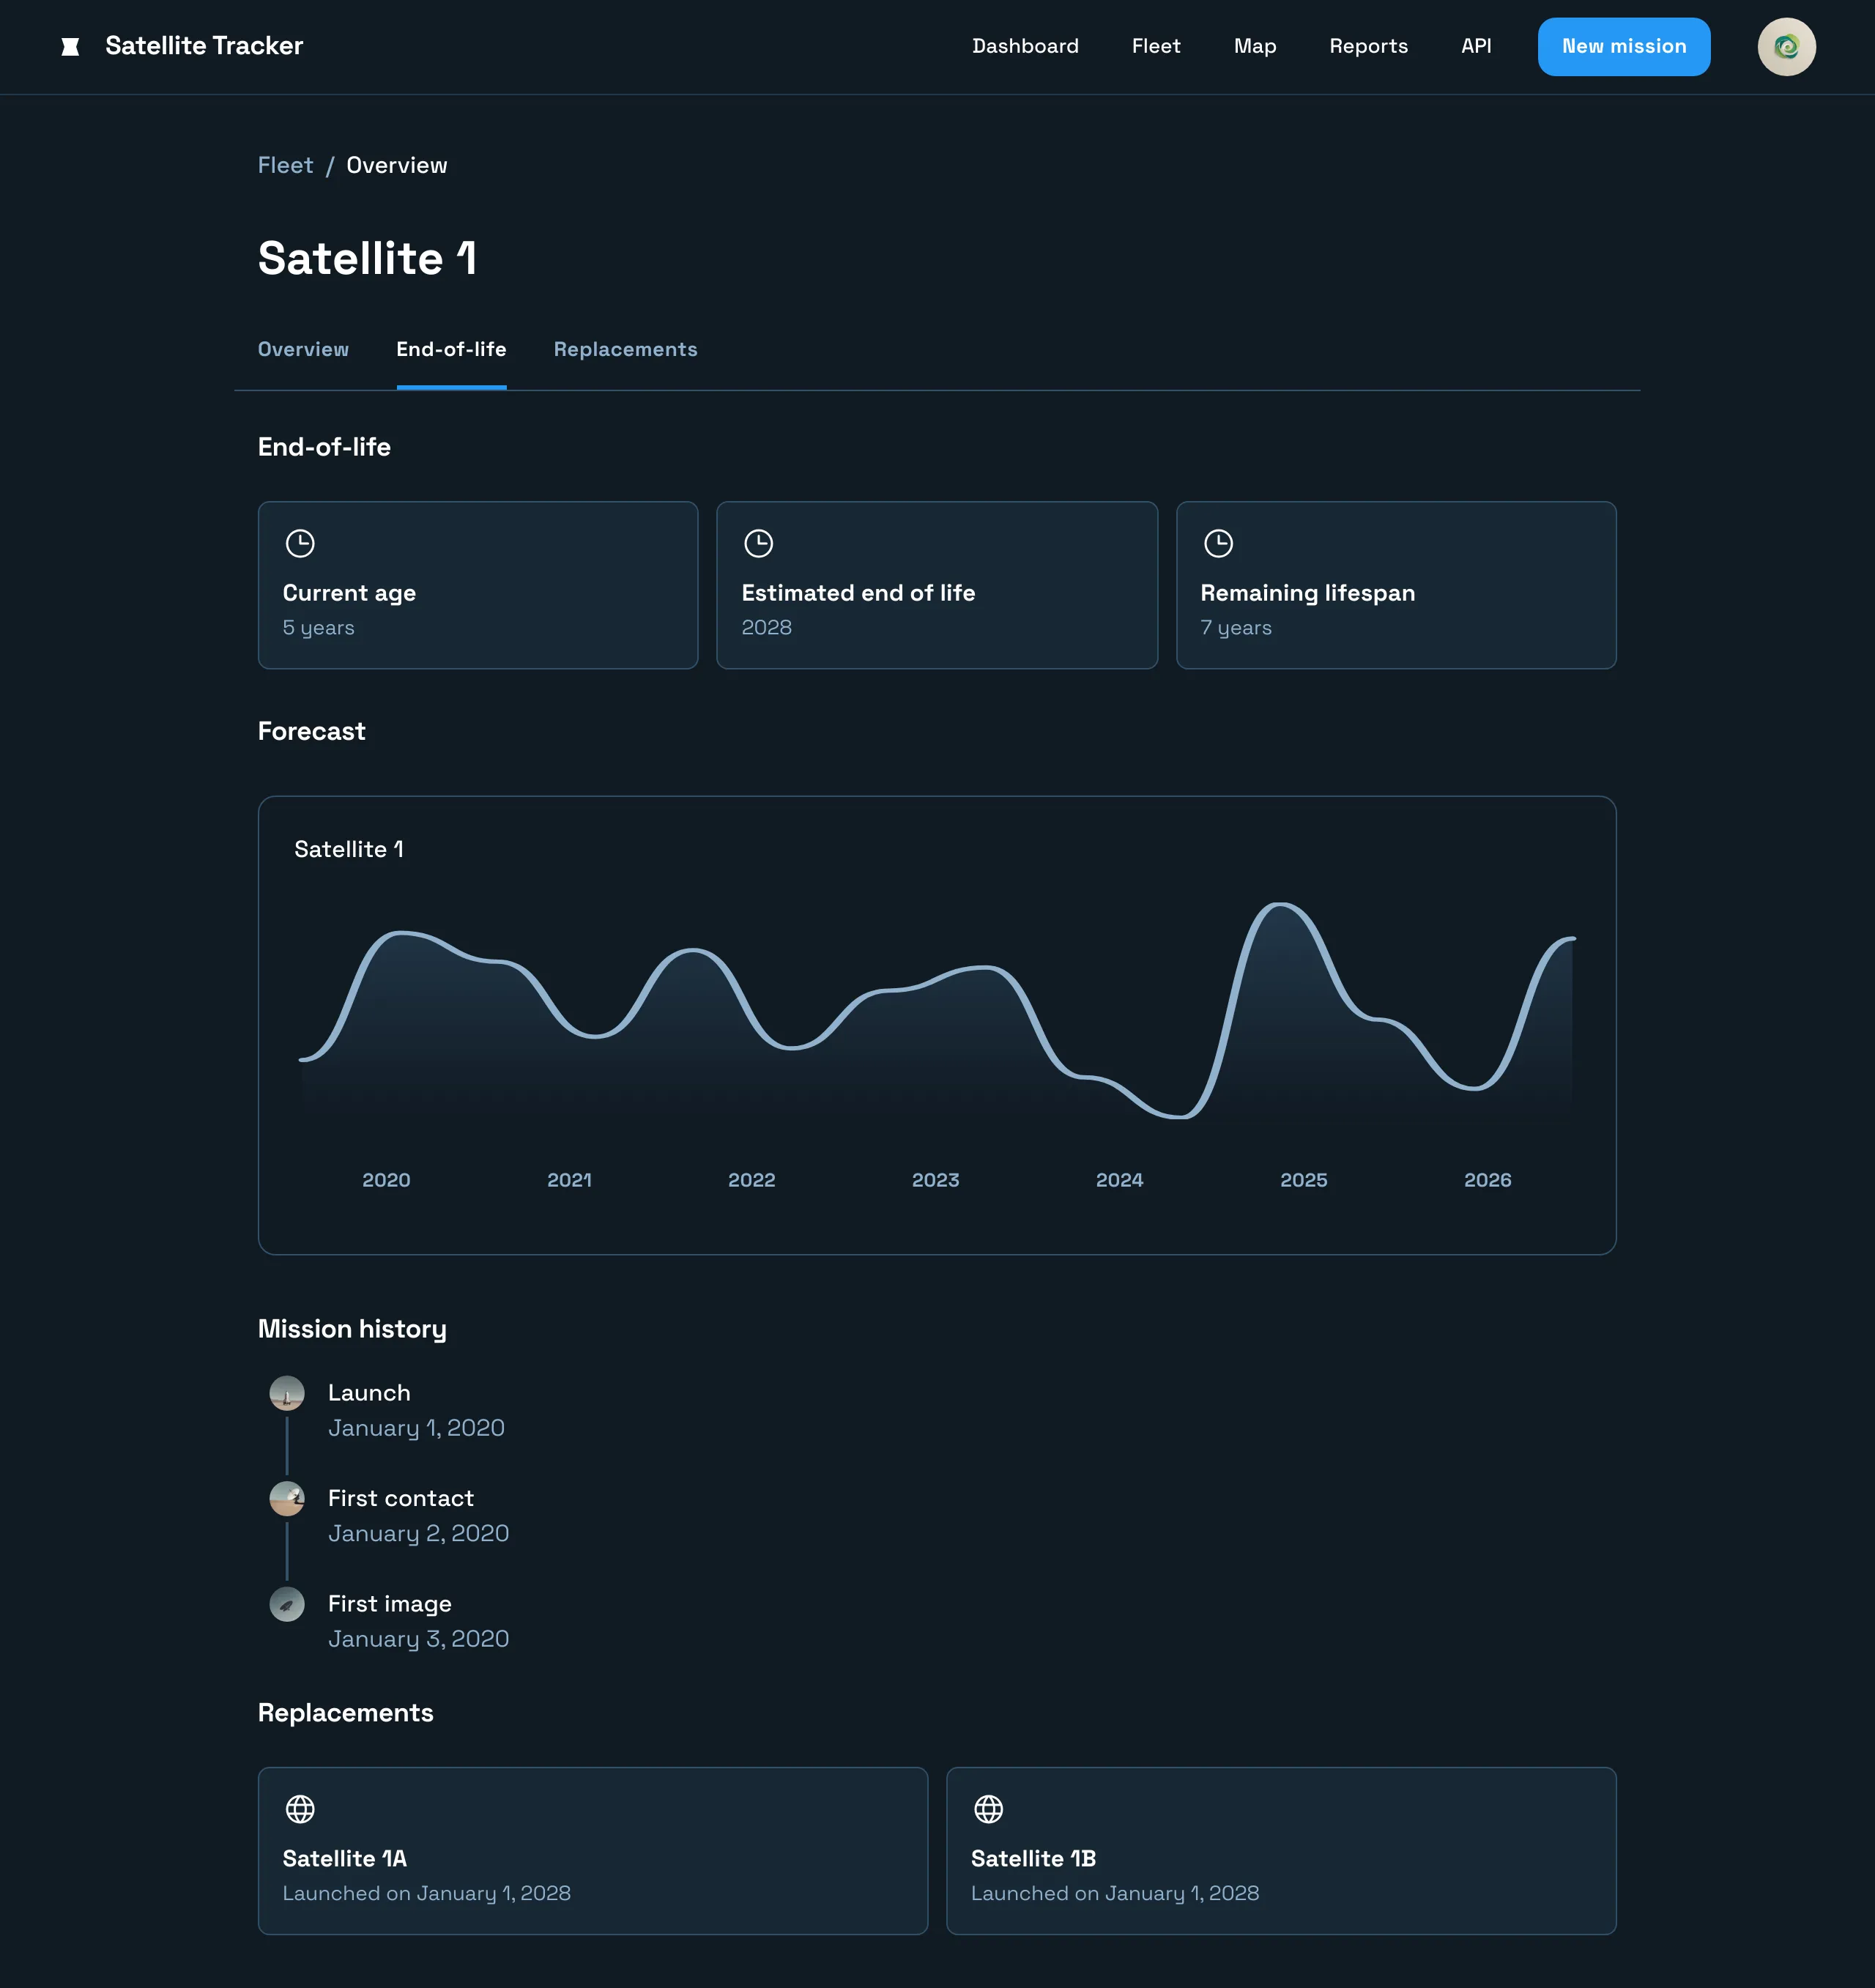 Satellite Tracker
Dashboard
Fleet
Map
Reports
API
New mission
Fleet / Overview
Satellite 1
Overview
End-of-life
Replacements
End-of-life
Current age
5 years
Estimated end of life
2028
Remaining lifespan
7 years
Forecast
Satellite 1
2020
2021
2022
2023
2024
2025
2026
Mission history
Launch
January 1, 2020
First contact
January 2, 2020
First image
January 3, 2020
Replacements
Satellite 1A
Launched on January 1, 2028
Satellite 1B
Launched on January 1, 2028